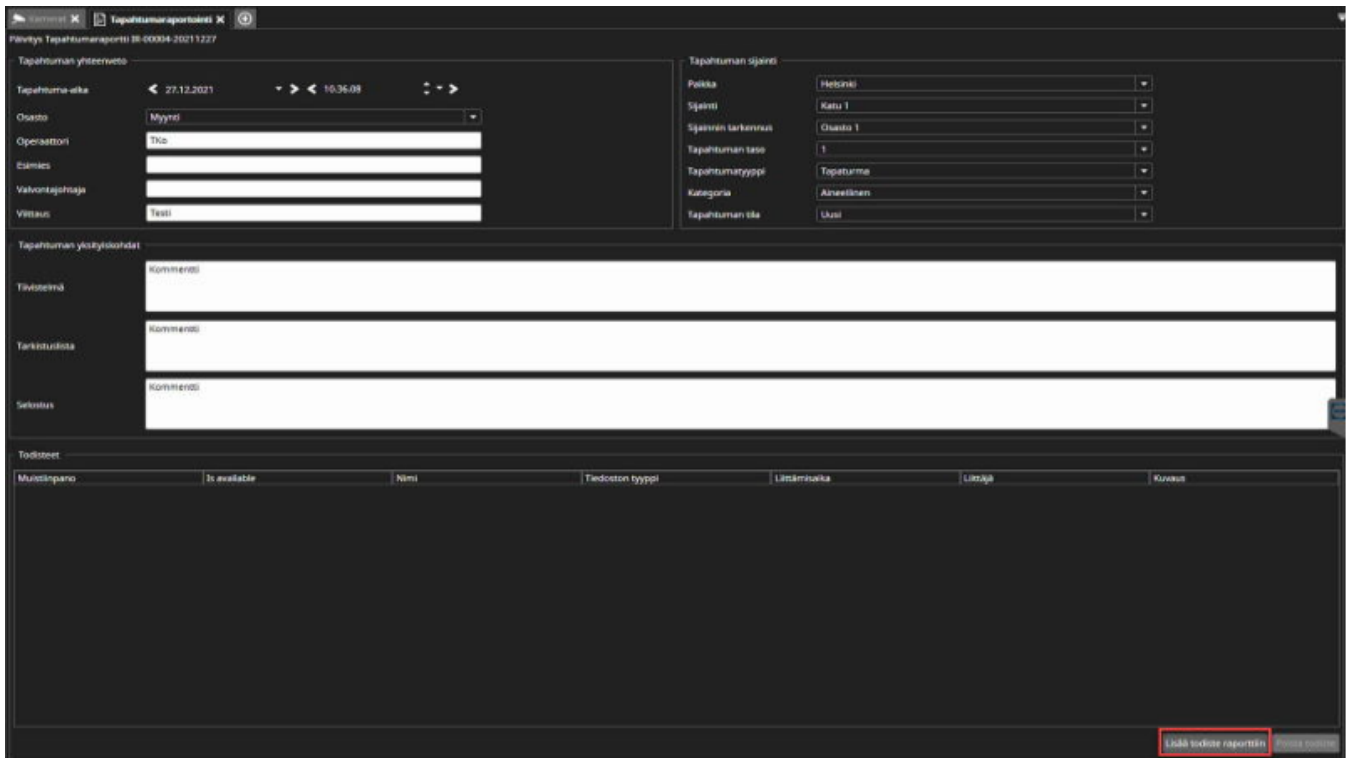 Kamerat Tapahtumaraportointi
Päivitys Tapahtumaraportti IR-00004-20211227
Tapahtuman yhteenveto
Tapahtuma-aika 27.12.2021 10.36.08
Osasto Myynti
Operaattori TKo
Esimies
Valvontajohtaja
Viittaus Testi
Tapahtuman sijainti
Paikka Helsinki
Sijainti Katu 1
Sijainnin tarkennus Osasto 1
Tapahtuman taso 1
Tapahtumatyyppi Tapaturma
Kategoria Aineellinen
Tapahtuman tila Uusi
Tapahtuman yksityiskohdat
Tiivistelmä Kommentti
Tarkistuslista Kommentti
Selostus Kommentti
Todisteet
Muistiinpano Is available Nimi Tiedoston tyyppi Liittämisaika Liittäjä Kuvaus
Lisää todiste raporttiin Poista todiste